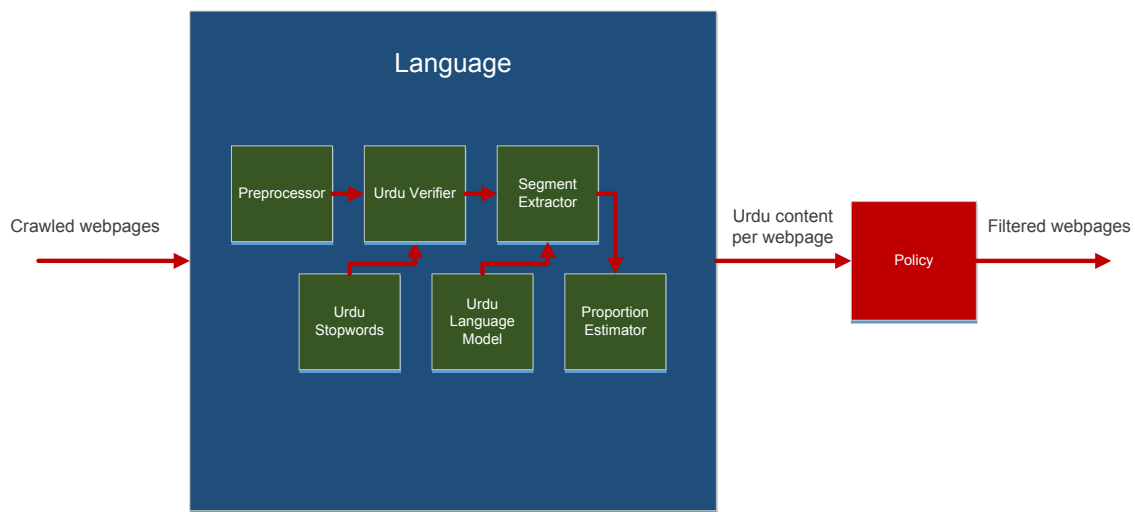 Language
Preprocessor
Urdu Verifier
Segment
Extractor
Crawled webpages
Urdu content
per webpage
Filtered webpages
Policy
Urdu
Stopwords
Urdu
Language
Model
Proportion
Estimator